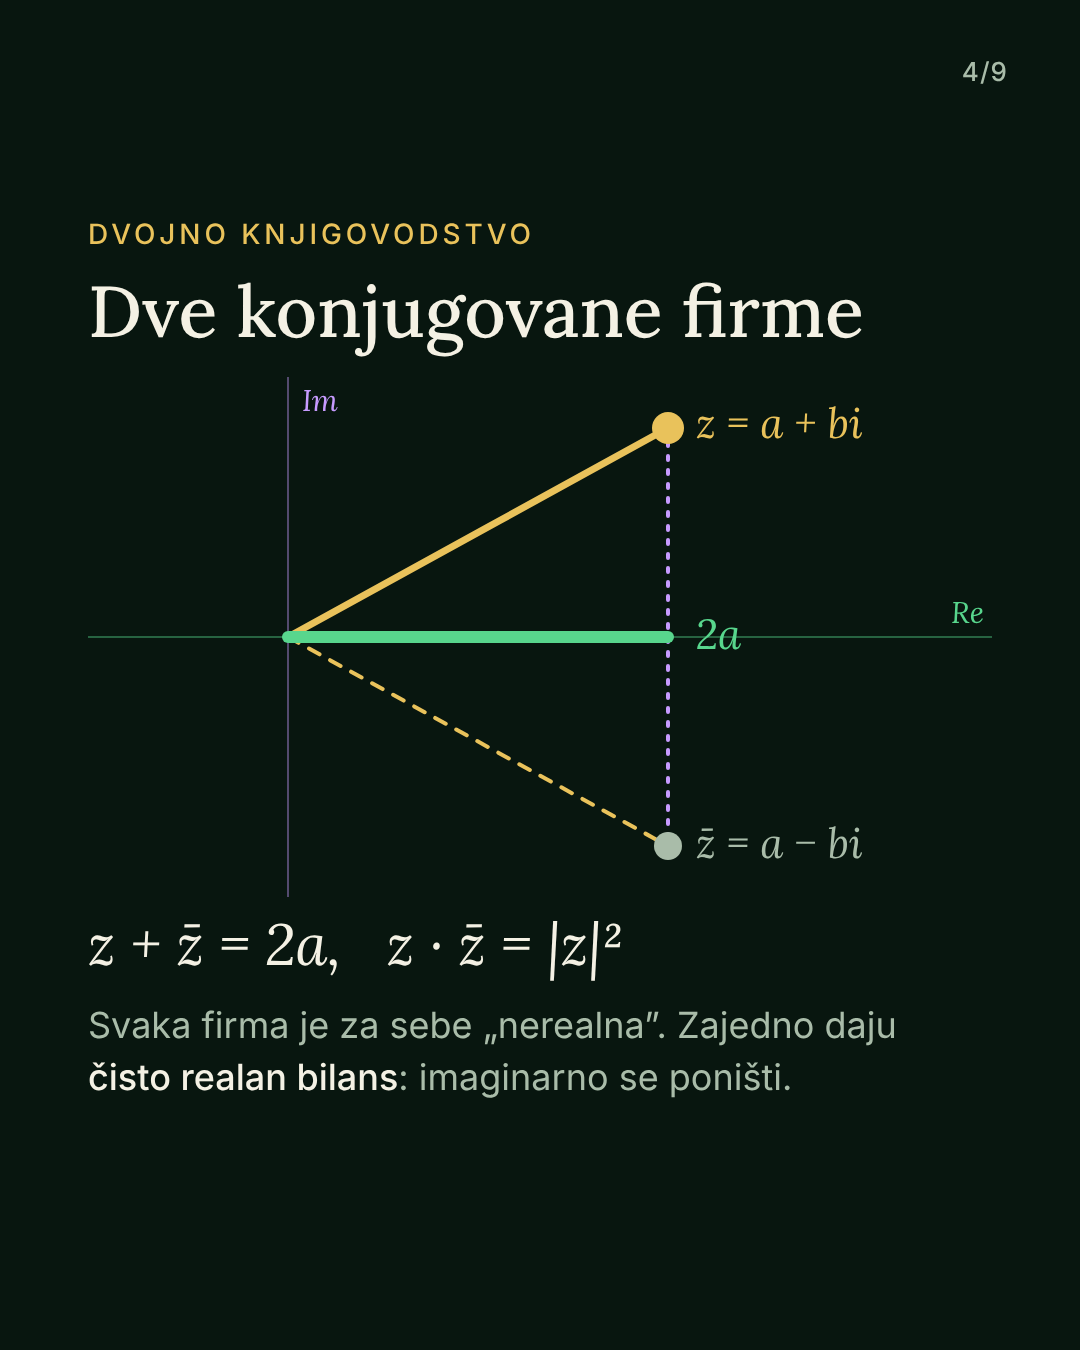 4/9
DVOJNO KNJIGOVODSTVO
Dve konjugovane firme
Im
z = a + bi
Re
2a
z̄ = a − bi
z + z̄ = 2a, z · z̄ = |z|²
Svaka firma je za sebe „nerealna”. Zajedno daju
čisto realan bilans: imaginarno se poništi.